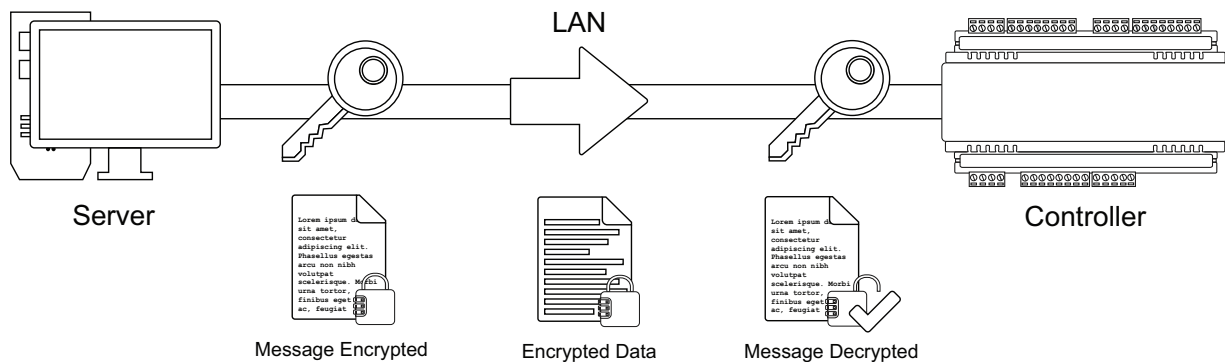 LAN
Server
Controller
Lorem ipsum d
sit amet,
consectetur
adipiscing elit.
Phasellus egestas
arcu non nibh
volutpat
scelerisque. Morbi
urna tortor,
finibus eget
ac, feugiat
Lorem ipsum d
sit amet,
consectetur
adipiscing elit.
Phasellus egestas
arcu non nibh
volutpat
scelerisque. Morbi
urna tortor,
finibus eget
ac, feugiat
Message Encrypted
Encrypted Data
Message Decrypted